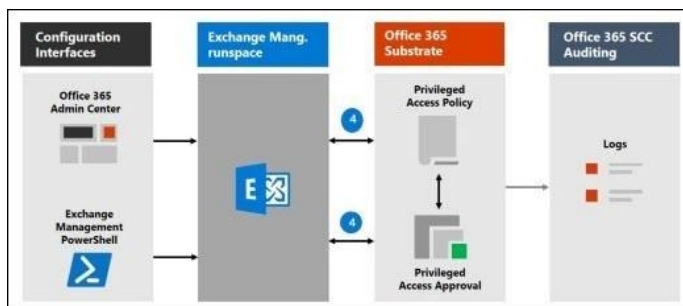 Configuration
Interfaces
Exchange Mang.
runspace
Office 365
Substrate
Office 365 SCC
Auditing
Office 365
Admin Center
Exchange
Management
PowerShell
E
4
4
Privileged
Access Policy
Privileged
Access Approval
Logs